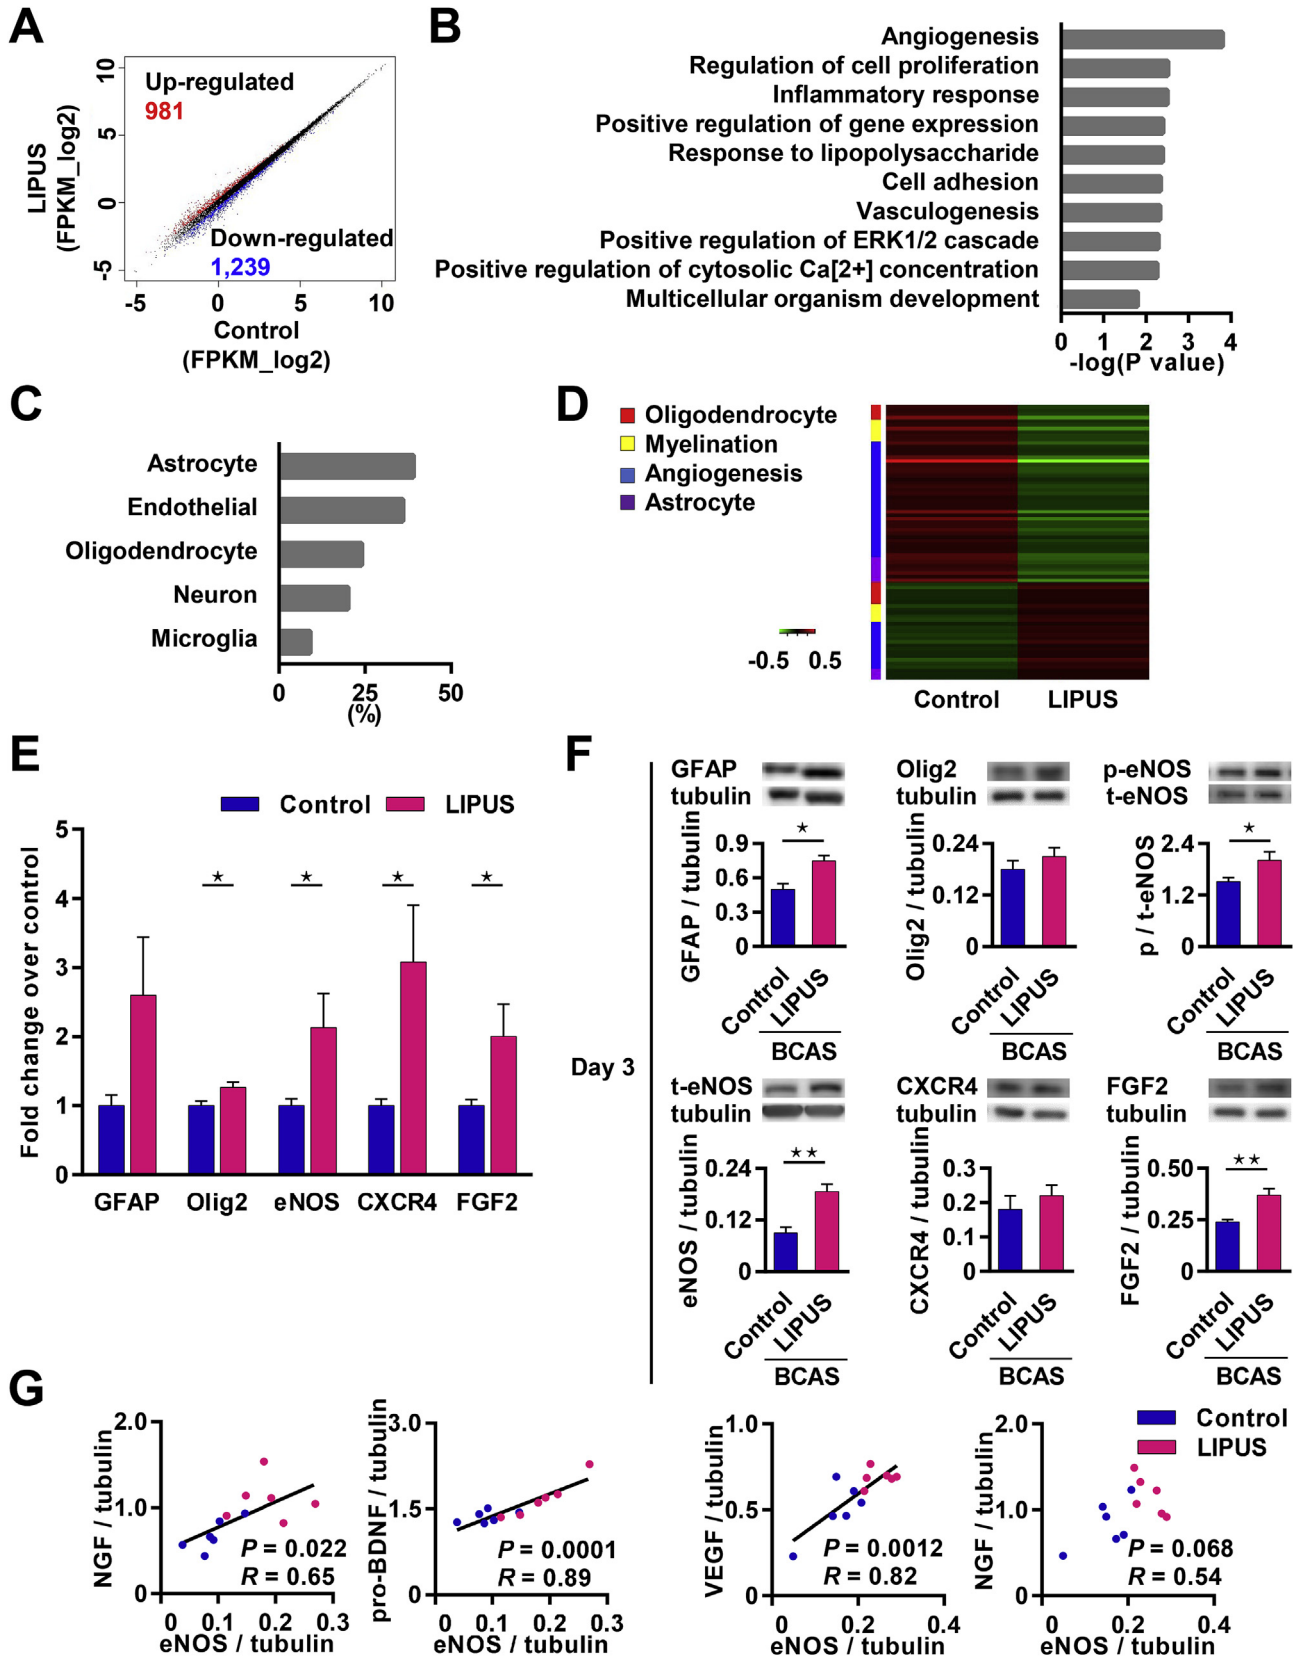 A
Up-regulated
981
Down-regulated
1,239
LIPUS
(FPKM_log2)
10
5
0
-5
-5 0 5 10
Control
(FPKM_log2)
B
Angiogenesis
Regulation of cell proliferation
Inflammatory response
Positive regulation of gene expression
Response to lipopolysaccharide
Cell adhesion
Vasculogenesis
Positive regulation of ERK1/2 cascade
Positive regulation of cytosolic Ca[2+] concentration
Multicellular organism development
0 1 2 3 4
-log(P value)
C
Astrocyte
Endothelial
Oligodendrocyte
Neuron
Microglia
0 25 50
(%)
D
Oligodendrocyte
Myelination
Angiogenesis
Astrocyte
-0.5 0.5
Control LIPUS
E
Control LIPUS
Fold change over control
5
4
3
2
1
0
★ ★ ★ ★
GFAP Olig2 eNOS CXCR4 FGF2
F
Day 3
GFAP
tubulin
GFAP / tubulin
0.9
0.6
0.3
0
★
Control
LIPUS
BCAS
Olig2
tubulin
Olig2 / tubulin
0.24
0.12
0
Control
LIPUS
BCAS
p-eNOS
t-eNOS
p / t-eNOS
2.4
1.2
0
★
Control
LIPUS
BCAS
t-eNOS
tubulin
eNOS / tubulin
0.24
0.12
0
★★
Control
LIPUS
BCAS
CXCR4
tubulin
CXCR4 / tubulin
0.3
0.2
0.1
0
Control
LIPUS
BCAS
FGF2
tubulin
FGF2 / tubulin
0.50
0.25
0
★★
Control
LIPUS
BCAS
G
NGF / tubulin
2.0
1.0
0
P = 0.022
R = 0.65
0 0.1 0.2 0.3
eNOS / tubulin
pro-BDNF / tubulin
3.0
1.5
0
P = 0.0001
R = 0.89
0 0.1 0.2 0.3
eNOS / tubulin
VEGF / tubulin
1.0
0.5
0
P = 0.0012
R = 0.82
0 0.2 0.4
eNOS / tubulin
NGF / tubulin
2.0
1.0
0
Control
LIPUS
P = 0.068
R = 0.54
0 0.2 0.4
eNOS / tubulin